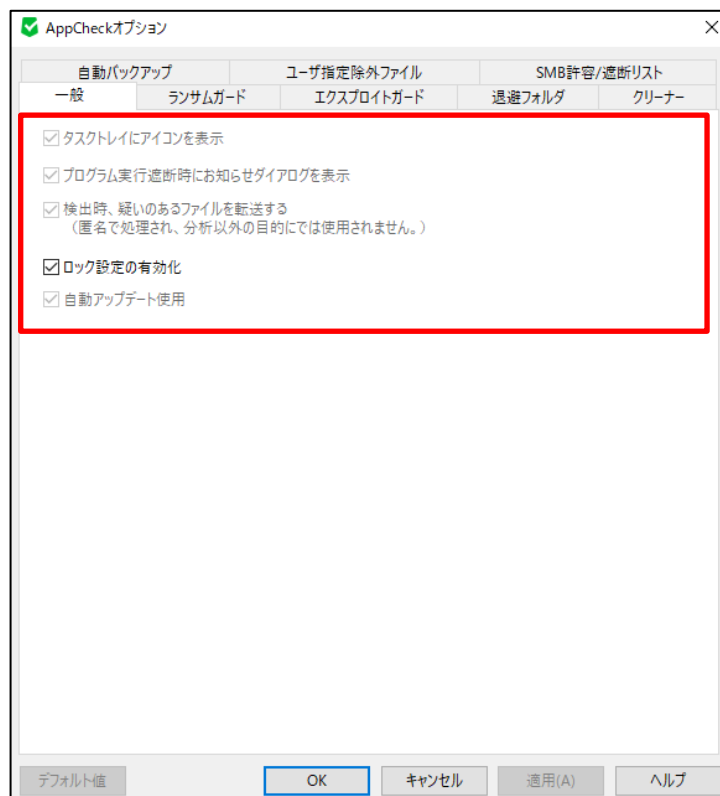 AppCheckオプション
自動バックアップ ユーザ指定除外ファイル SMB許容/遮断リスト
一般 ランサムガード エクスプロイトガード 退避フォルダ クリーナー
タスクトレイにアイコンを表示
プログラム実行遮断時にお知らせダイアログを表示
検出時、疑いのあるファイルを転送する
（匿名で処理され、分析以外の目的にでは使用されません。）
ロック設定の有効化
自動アップデート使用
デフォルト値 OK キャンセル 適用(A) ヘルプ